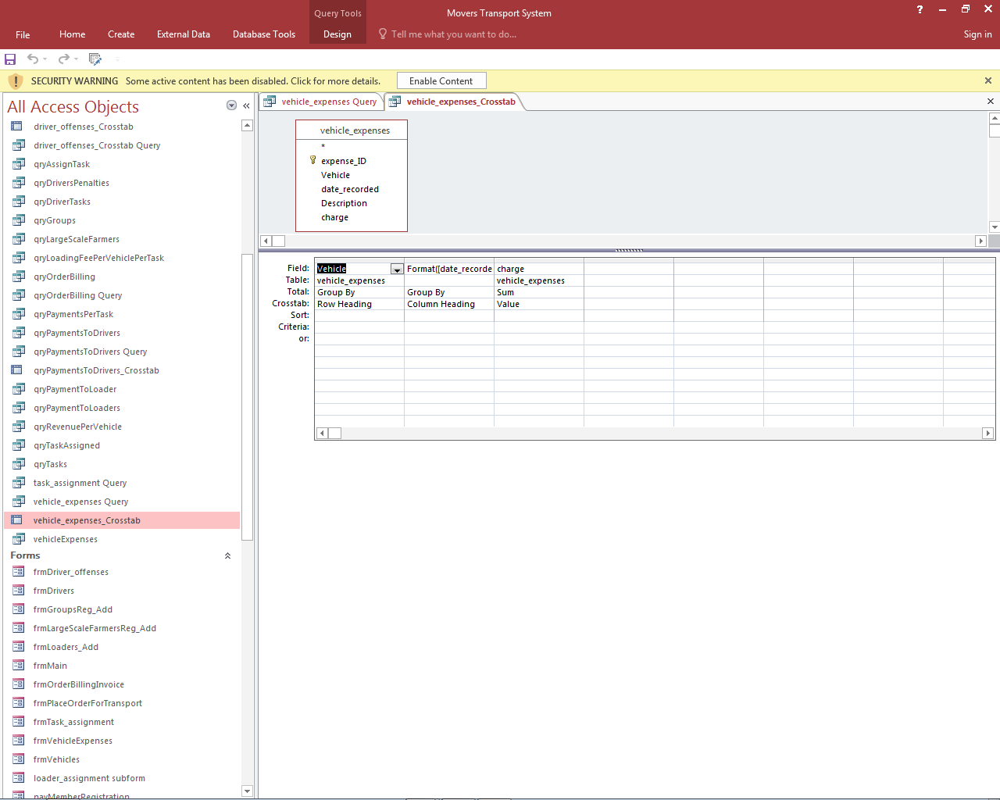 Query Tools
Movers Transport System
?
File
Home
Create
External Data
Database Tools
Design
Tell me what you want to do...
Sign in
SECURITY WARNING Some active content has been disabled. Click for more details.
Enable Content
All Access Objects
driver_offenses_Crosstab
driver_offenses_Crosstab Query
qryAssignTask
qryDriversPenalties
qryDriverTasks
qryGroups
qryLargeScaleFarmers
qryLoadingFeePerVehiclePerTask
qryOrderBilling
qryOrderBilling Query
qryPaymentsPerTask
qryPaymentsToDrivers
qryPaymentsToDrivers Query
qryPaymentsToDrivers_Crosstab
qryPaymentToLoader
qryPaymentToLoaders
qryRevenuePerVehicle
qryTaskAssigned
qryTasks
task_assignment Query
vehicle_expenses Query
vehicle_expenses_Crosstab
vehicleExpenses
Forms
frmDriver_offenses
frmDrivers
frmGroupsReg_Add
frmLargeScaleFarmersReg_Add
frmLoaders_Add
frmMain
frmOrderBillingInvoice
frmPlaceOrderForTransport
frmTask_assignment
frmVehicleExpenses
frmVehicles
loader_assignment subform
navMemberRegistration
vehicle_expenses Query
vehicle_expenses_Crosstab
vehicle_expenses
*
expense_ID
Vehicle
date_recorded
Description
charge
Field: Vehicle Format([date_recorde charge
Table: vehicle_expenses vehicle_expenses
Total: Group By Group By Sum
Crosstab: Row Heading Column Heading Value
Sort:
Criteria:
or: